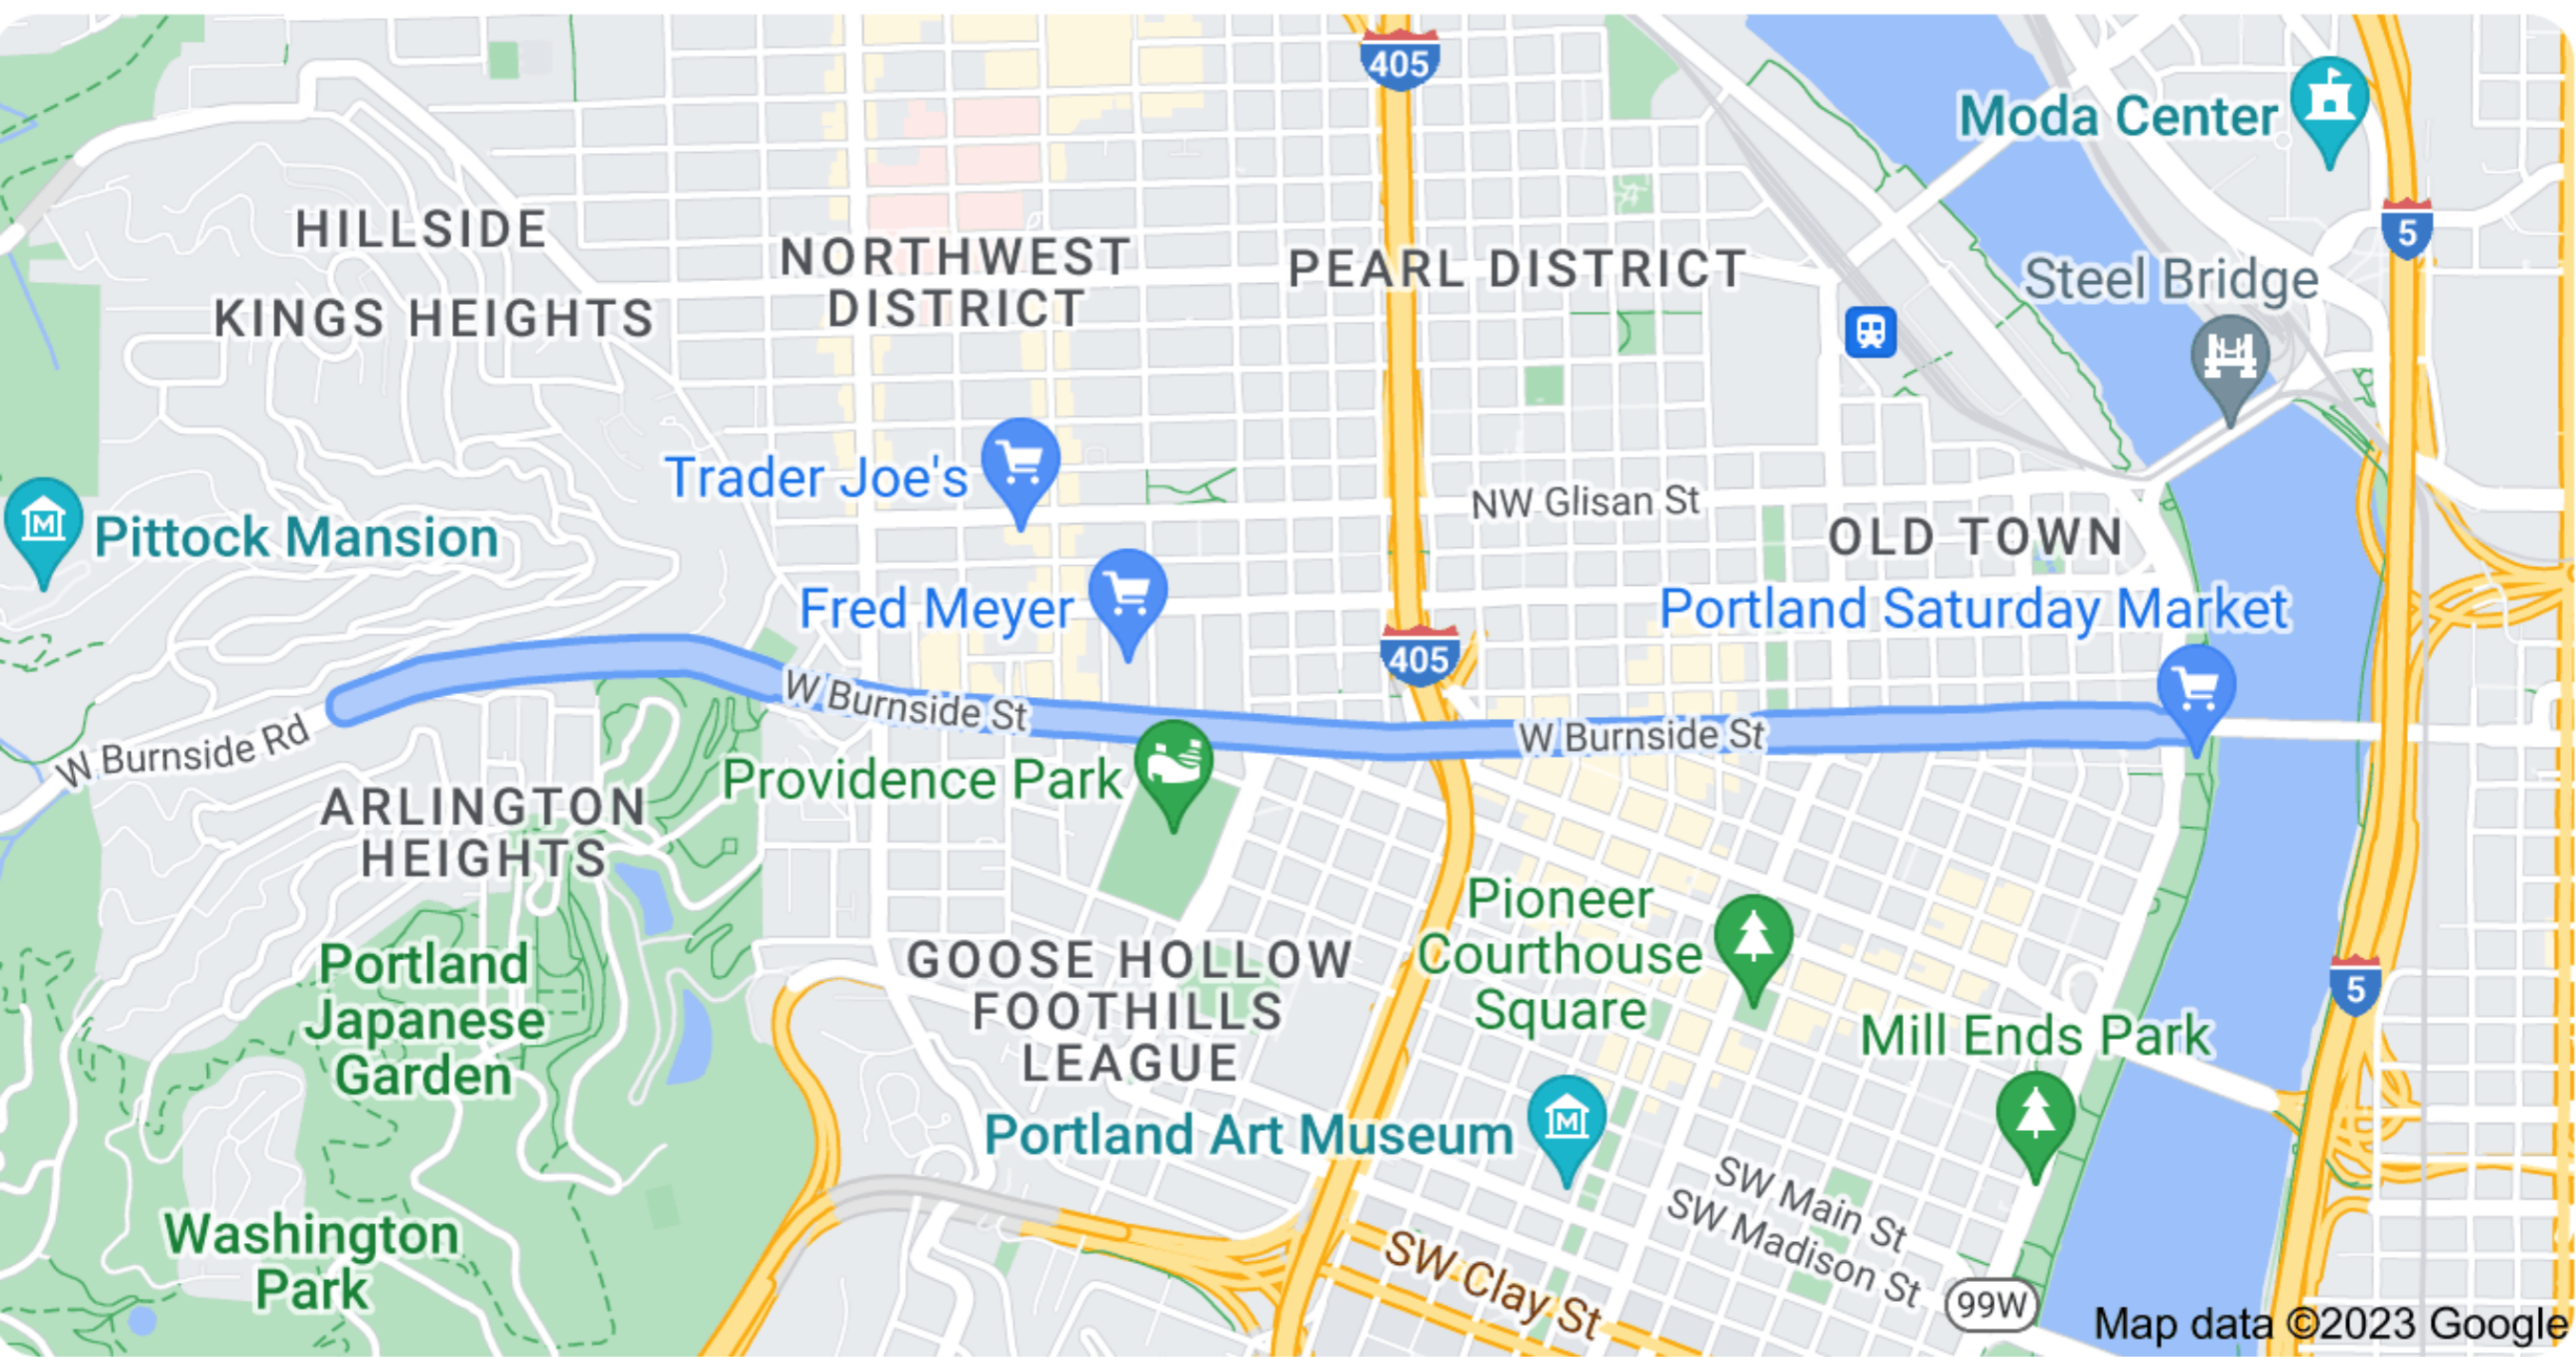 405
Moda Center
HILLSIDE
5
NORTHWEST
DISTRICT
PEARL DISTRICT
Steel Bridge
KINGS HEIGHTS
Trader Joe's
NW Glisan St
Pittock Mansion
OLD TOWN
Fred Meyer
Portland Saturday Market
405
W Burnside St
W Burnside St
W Burnside Rd
Providence Park
ARLINGTON
HEIGHTS
Pioneer
Courthouse
Square
GOOSE HOLLOW
FOOTHILLS
LEAGUE
Portland
Japanese
Garden
5
Mill Ends Park
Portland Art Museum
SW Main St
SW Madison St
Washington
Park
SW Clay St
99W
Map data ©2023 Google